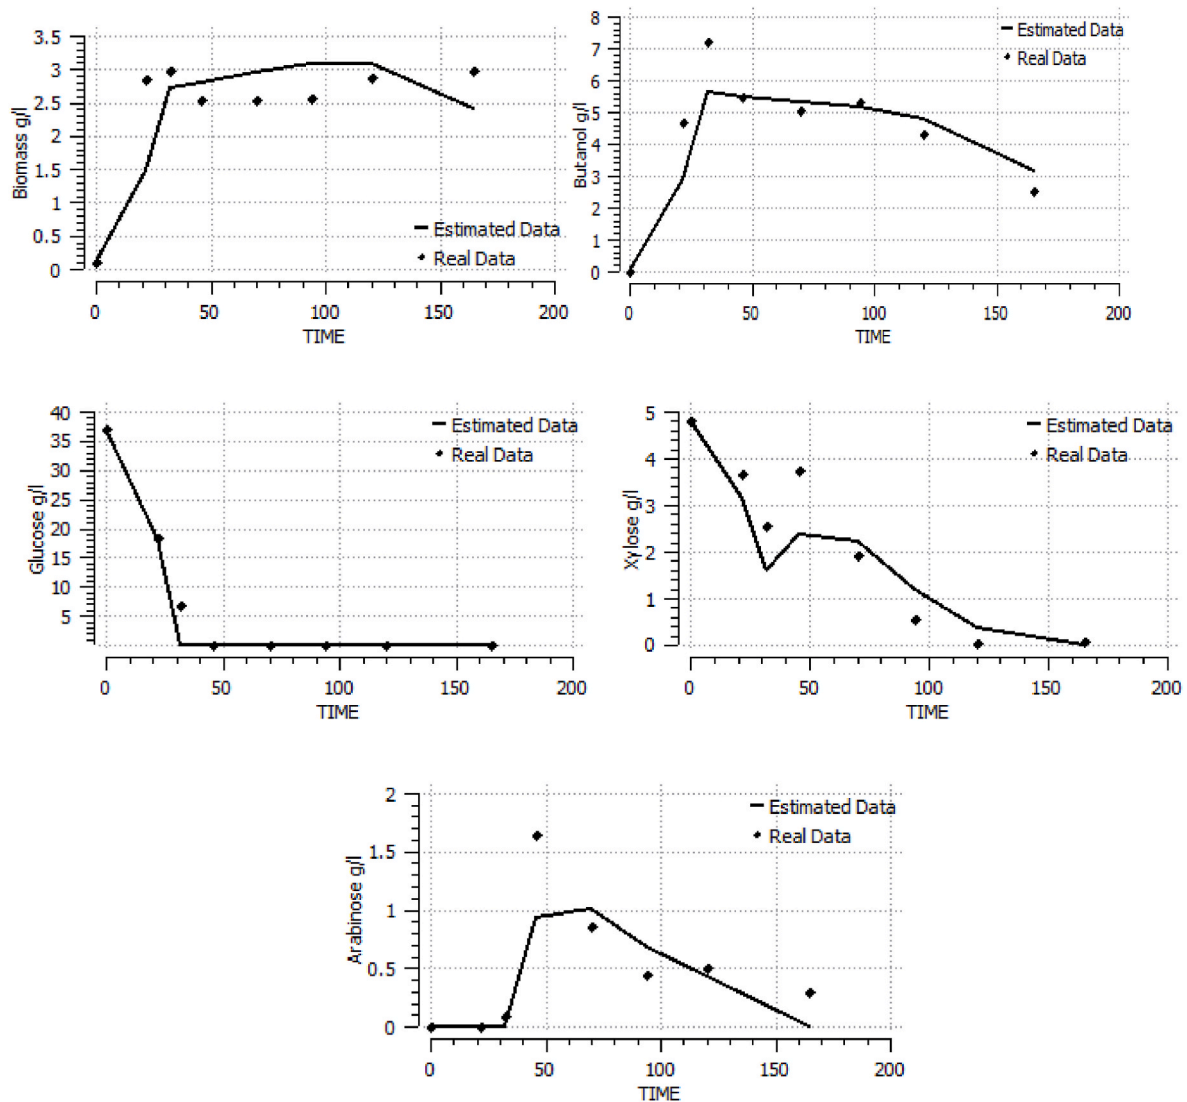 Biomass g/l
3.5
3
2.5
2
1.5
1
0.5
0
Estimated Data
Real Data
0 50 100 150 200
TIME
Butanol g/l
8
7
6
5
4
3
2
1
0
Estimated Data
Real Data
0 50 100 150 200
TIME
Glucose g/l
40
35
30
25
20
15
10
5
Estimated Data
Real Data
0 50 100 150 200
TIME
Xylose g/l
5
4
3
2
1
0
Estimated Data
Real Data
0 50 100 150 200
TIME
Arabinose g/l
2
1.5
1
0.5
0
Estimated Data
Real Data
0 50 100 150 200
TIME